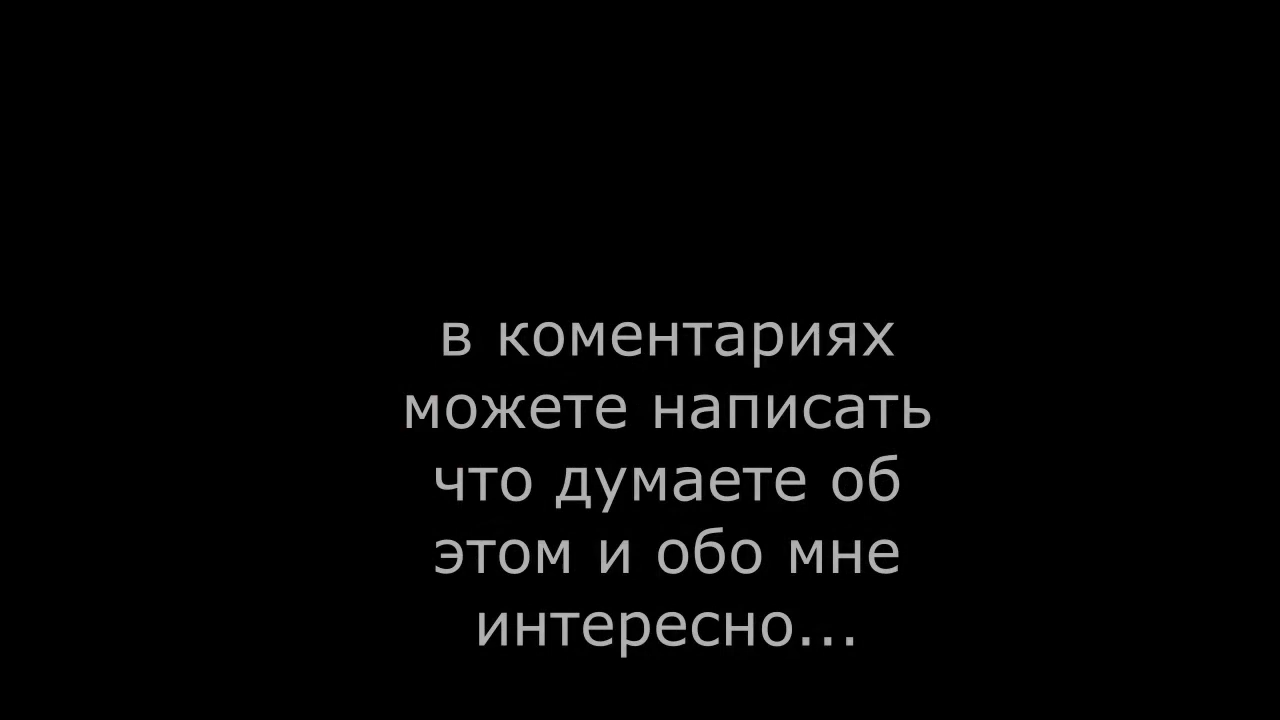 в коментариях
можете написать
что думаете об
этом и обо мне
интересно...